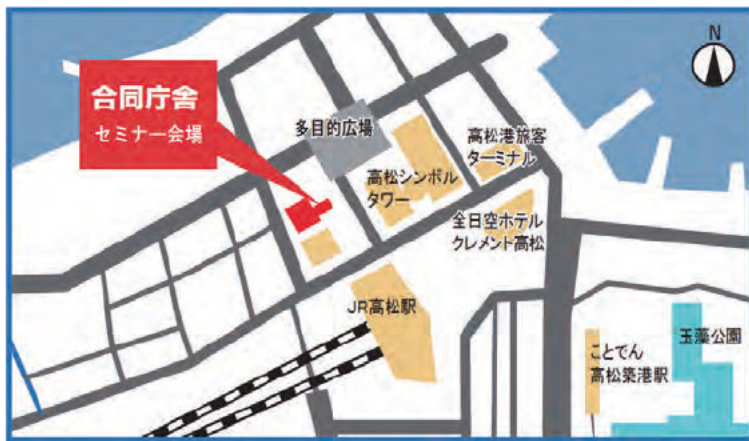 合同庁舎
セミナー会場
N
多目的広場
高松港旅客
ターミナル
高松シンボル
タワー
全日空ホテル
クレメント高松
JR高松駅
玉藻公園
ことでん
高松築港駅